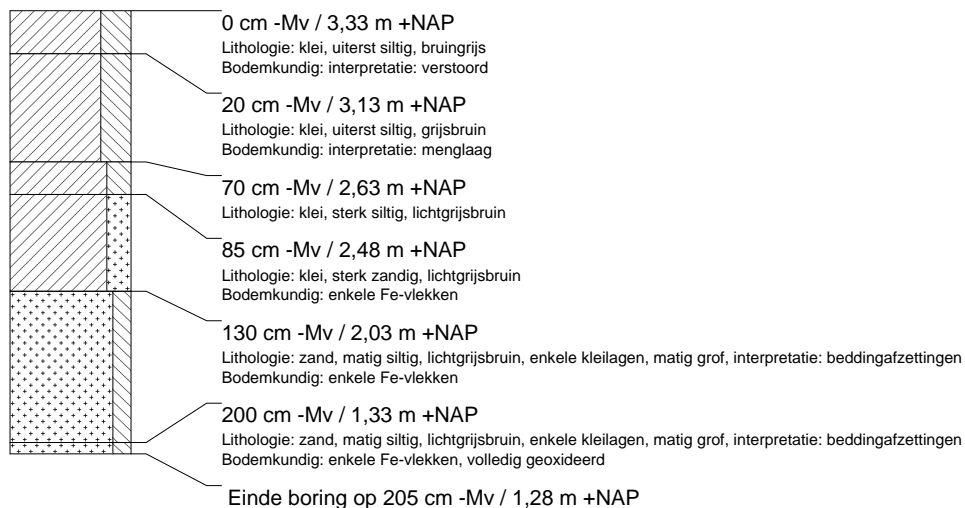 0 cm -Mv / 3,33 m +NAP
Lithologie: klei, uiterst siltig, bruingrijs
Bodemkundig: interpretatie: verstoord
20 cm -Mv / 3,13 m +NAP
Lithologie: klei, uiterst siltig, grijsbruin
Bodemkundig: interpretatie: menglaag
70 cm -Mv / 2,63 m +NAP
Lithologie: klei, sterk siltig, lichtgrijsbruin
85 cm -Mv / 2,48 m +NAP
Lithologie: klei, sterk zandig, lichtgrijsbruin
Bodemkundig: enkele Fe-vlekken
130 cm -Mv / 2,03 m +NAP
Lithologie: zand, matig siltig, lichtgrijsbruin, enkele kleilagen, matig grof, interpretatie: beddingafzettingen
Bodemkundig: enkele Fe-vlekken
200 cm -Mv / 1,33 m +NAP
Lithologie: zand, matig siltig, lichtgrijsbruin, enkele kleilagen, matig grof, interpretatie: beddingafzettingen
Bodemkundig: enkele Fe-vlekken, volledig geoxideerd
Einde boring op 205 cm -Mv / 1,28 m +NAP